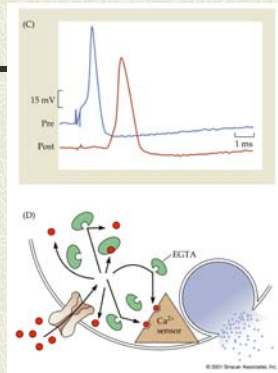 (C)
15 mV
Pre
Post
1 ms
(D)
EGTA
Ca2+
sensor
© 2001 Sinauer Associates, Inc.